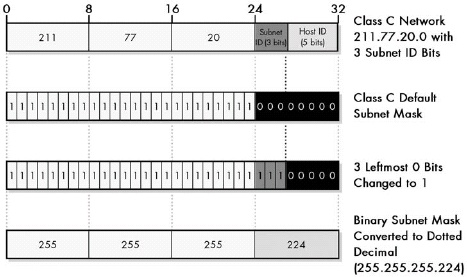 0 8 16 24 32
211 77 20 Subnet ID (3 bits) Host ID (5 bits)
Class C Network
211.77.20.0 with
3 Subnet ID Bits
1 1 1 1 1 1 1 1 1 1 1 1 1 1 1 1 1 1 1 1 1 1 1 1 0 0 0 0 0 0 0 0
Class C Default
Subnet Mask
1 1 1 1 1 1 1 1 1 1 1 1 1 1 1 1 1 1 1 1 1 1 1 1 1 1 1 0 0 0 0 0
3 Leftmost 0 Bits
Changed to 1
255 255 255 224
Binary Subnet Mask
Converted to Dotted
Decimal
(255.255.255.224)